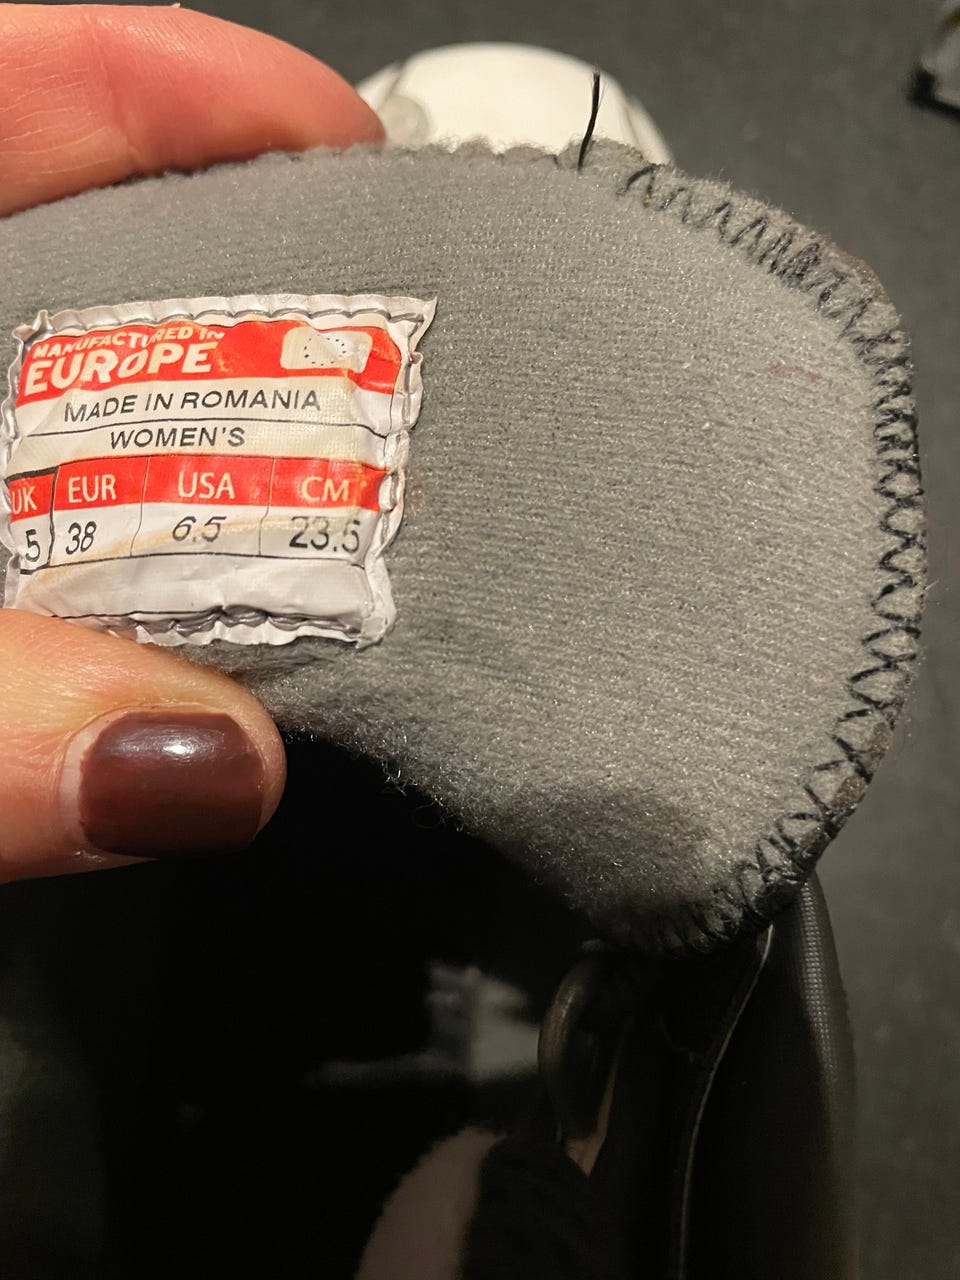 MANUFACTURED IN
EUROPE
MADE IN ROMANIA
WOMEN'S
UK EUR USA CM
5 38 6.5 23.5